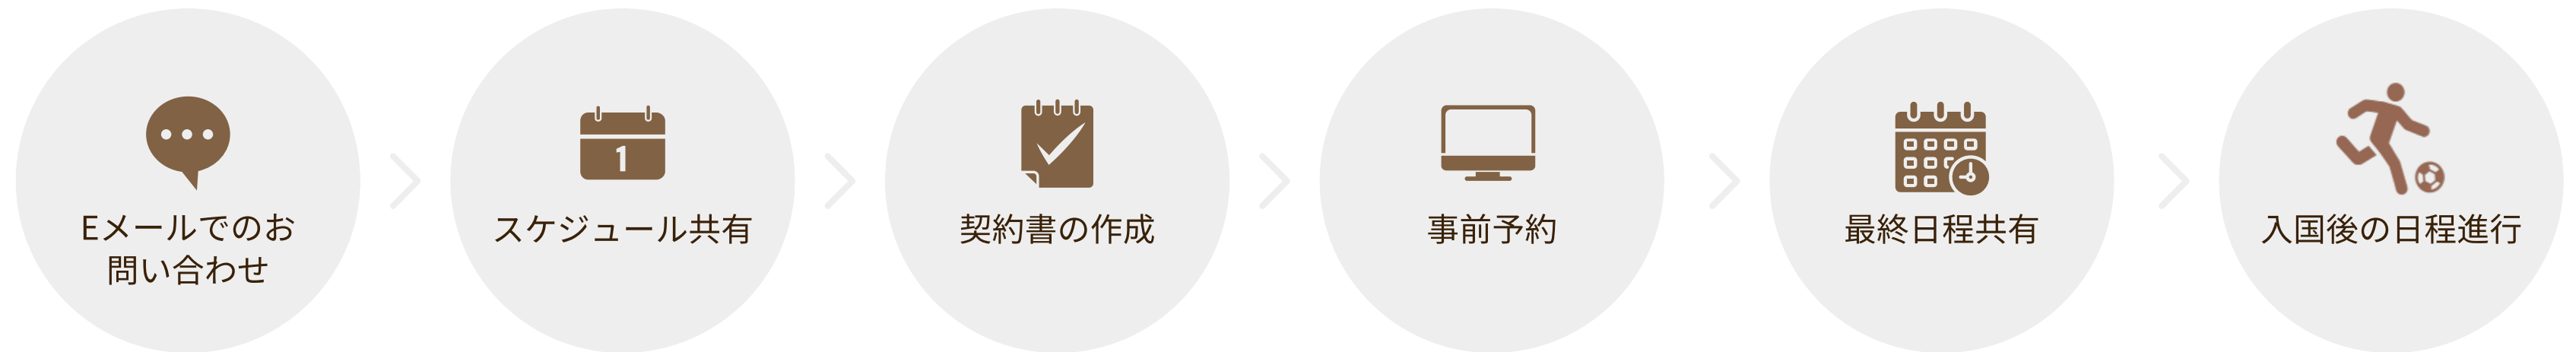 Eメールでのお
問い合わせ
1
スケジュール共有
契約書の作成
事前予約
最終日程共有
入国後の日程進行